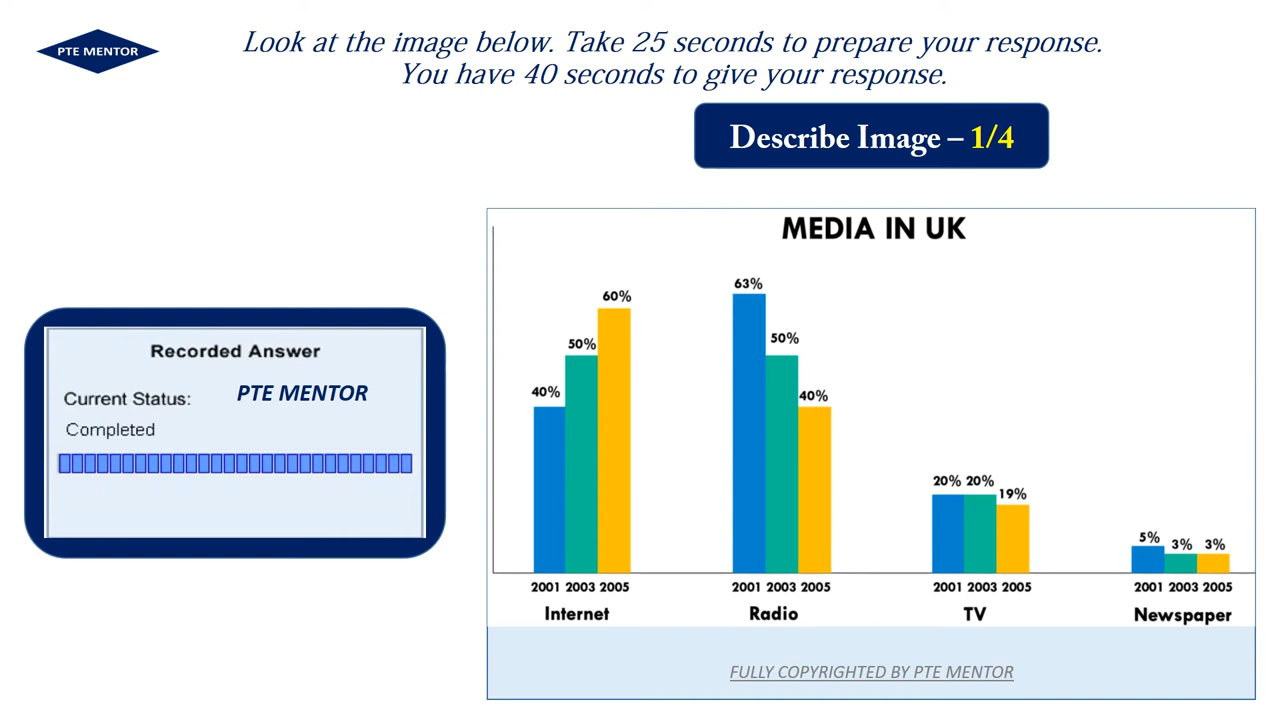 PTE MENTOR
Look at the image below. Take 25 seconds to prepare your response.
You have 40 seconds to give your response.
Describe Image – 1/4
Recorded Answer
Current Status: PTE MENTOR
Completed
MEDIA IN UK
40% 50% 60%
63% 50% 40%
20% 20% 19%
5% 3% 3%
2001 2003 2005 2001 2003 2005 2001 2003 2005 2001 2003 2005
Internet Radio TV Newspaper
FULLY COPYRIGHTED BY PTE MENTOR